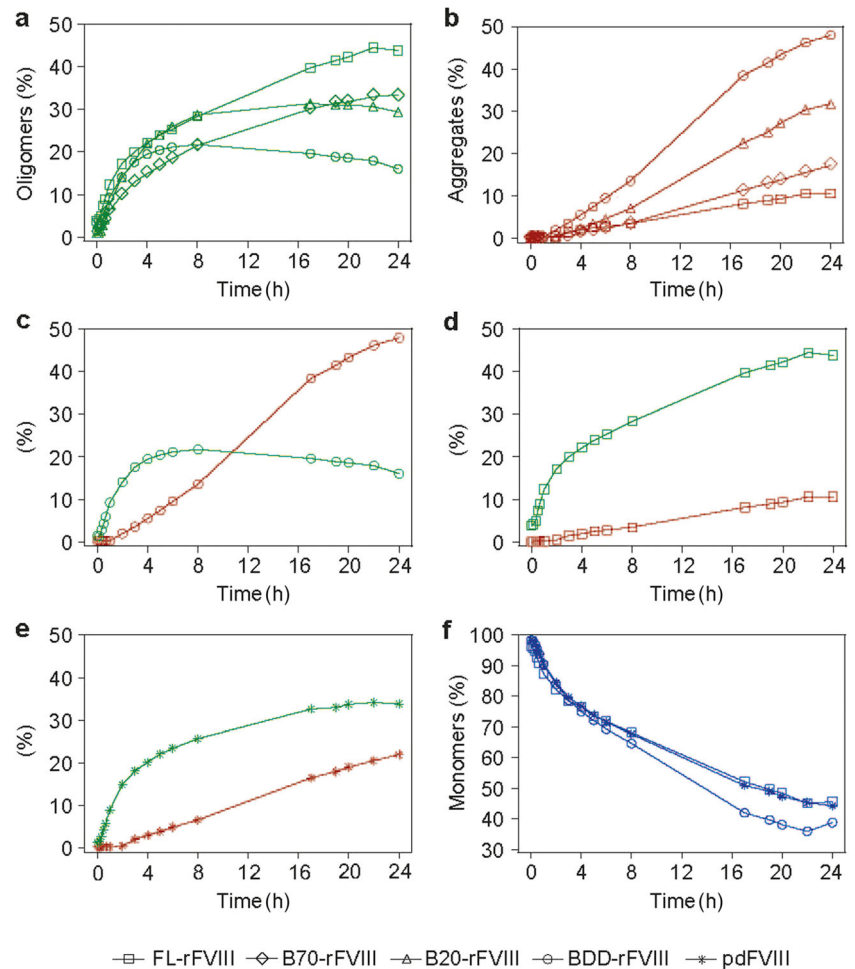 a
b
50
40
30
20
10
0
Oligomers (%)
0 4 8 12 16 20 24
Time (h)
50
40
30
20
10
0
Aggregates (%)
0 4 8 12 16 20 24
Time (h)
c
d
50
40
30
20
10
0
(%)
0 4 8 12 16 20 24
Time (h)
50
40
30
20
10
0
(%)
0 4 8 12 16 20 24
Time (h)
e
f
50
40
30
20
10
0
(%)
0 4 8 12 16 20 24
Time (h)
100
90
80
70
60
50
40
30
Monomers (%)
0 4 8 12 16 20 24
Time (h)
FL-rFVIII B70-rFVIII B20-rFVIII BDD-rFVIII pdFVIII